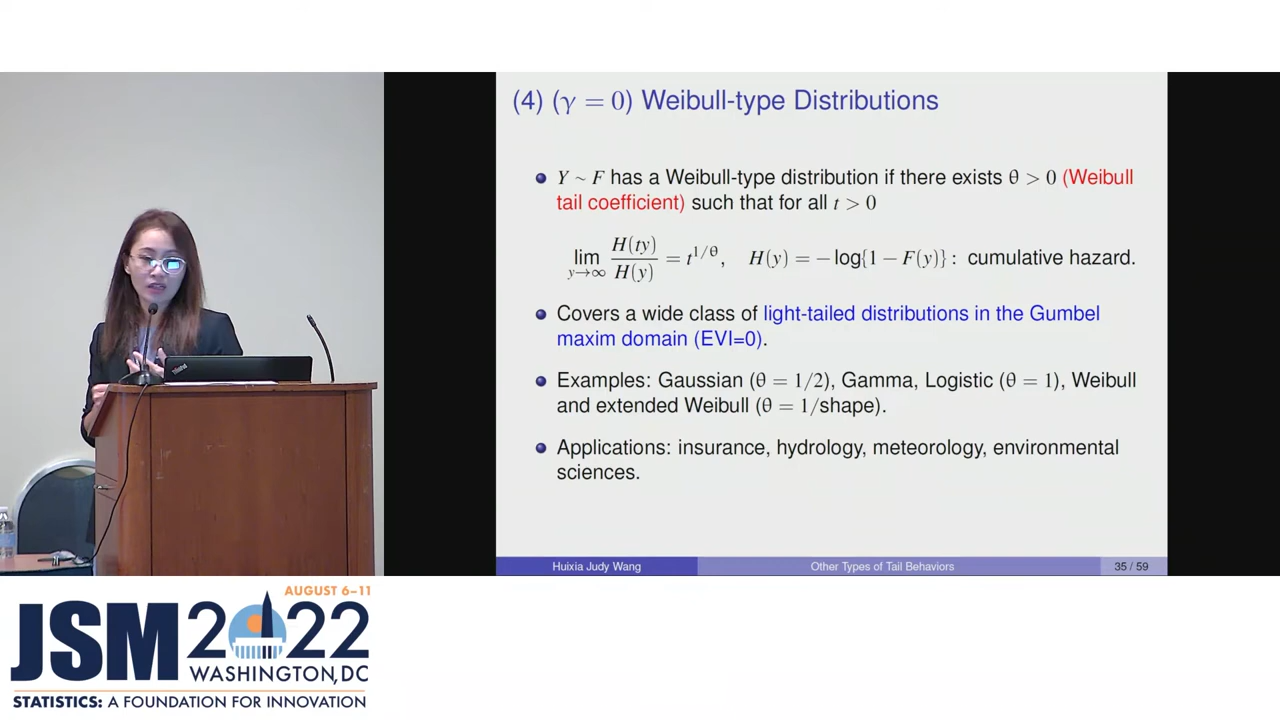 (4) (γ = 0) Weibull-type Distributions
Y ~ F has a Weibull-type distribution if there exists θ > 0 (Weibull
tail coefficient) such that for all t > 0
lim y→∞ H(ty)/H(y) = t^{1/θ}, H(y) = −log{1 − F(y)} : cumulative hazard.
Covers a wide class of light-tailed distributions in the Gumbel
maxim domain (EVI=0).
Examples: Gaussian (θ = 1/2), Gamma, Logistic (θ = 1), Weibull
and extended Weibull (θ = 1/shape).
Applications: insurance, hydrology, meteorology, environmental
sciences.
Huixia Judy Wang
Other Types of Tail Behaviors
35 / 59
ThinkPad
AUGUST 6–11
JSM 2022
WASHINGTON, DC
STATISTICS: A FOUNDATION FOR INNOVATION